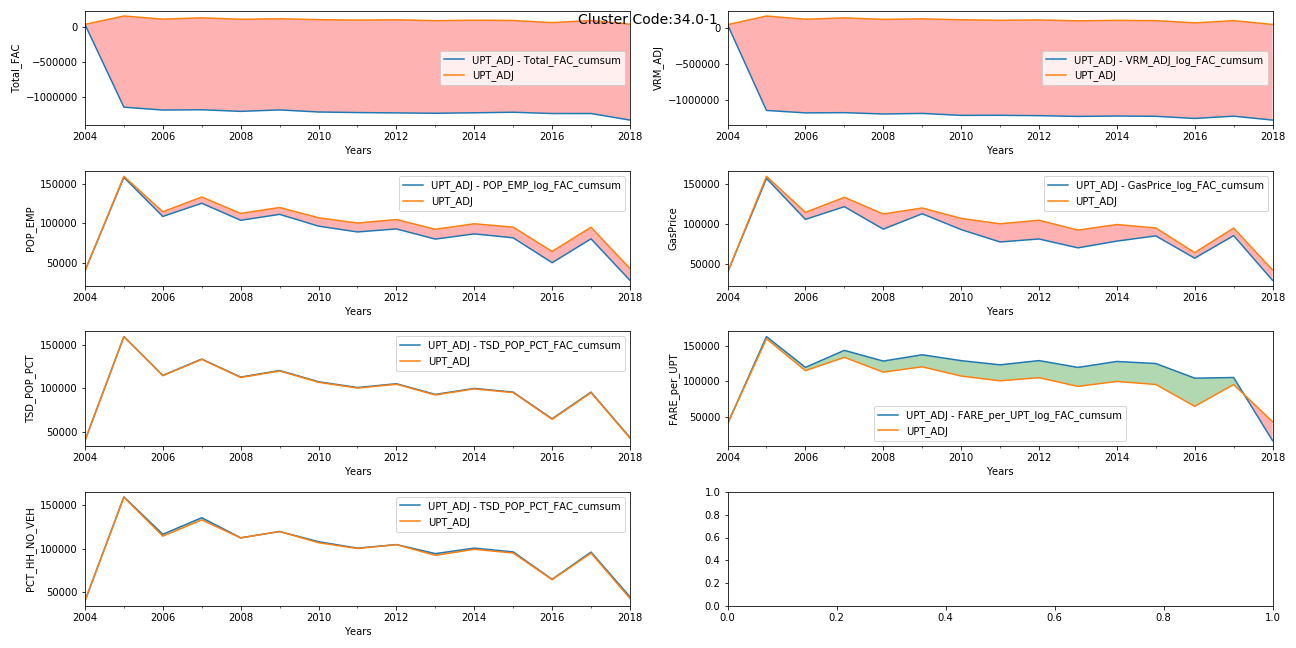 Cluster Code:34.0-1
0
−500000
−1000000
Total_FAC
UPT_ADJ - Total_FAC_cumsum
UPT_ADJ
2004 2006 2008 2010 2012 2014 2016 2018
Years
0
−500000
−1000000
VRM_ADJ
UPT_ADJ - VRM_ADJ_log_FAC_cumsum
UPT_ADJ
2004 2006 2008 2010 2012 2014 2016 2018
Years
150000
100000
50000
POP_EMP
UPT_ADJ - POP_EMP_log_FAC_cumsum
UPT_ADJ
2004 2006 2008 2010 2012 2014 2016 2018
Years
150000
100000
50000
GasPrice
UPT_ADJ - GasPrice_log_FAC_cumsum
UPT_ADJ
2004 2006 2008 2010 2012 2014 2016 2018
Years
150000
100000
50000
TSD_POP_PCT
UPT_ADJ - TSD_POP_PCT_FAC_cumsum
UPT_ADJ
2004 2006 2008 2010 2012 2014 2016 2018
Years
150000
100000
50000
FARE_per_UPT
UPT_ADJ - FARE_per_UPT_log_FAC_cumsum
UPT_ADJ
2004 2006 2008 2010 2012 2014 2016 2018
Years
150000
100000
50000
PCT_HH_NO_VEH
UPT_ADJ - TSD_POP_PCT_FAC_cumsum
UPT_ADJ
2004 2006 2008 2010 2012 2014 2016 2018
Years
1.0
0.8
0.6
0.4
0.2
0.0
0.0 0.2 0.4 0.6 0.8 1.0